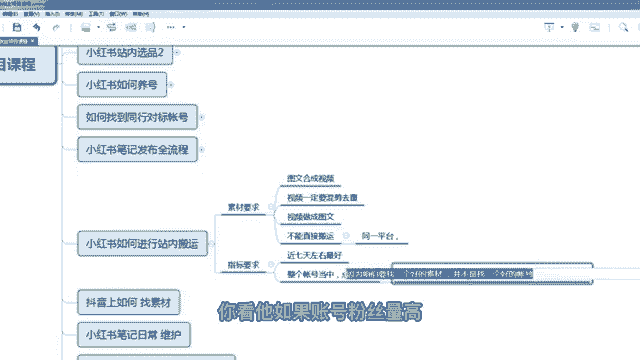 小红书站内选品2
目课程
小红书如何养号
如何找到同行对标帐号
小红书笔记发布全流程
图文合成视频
素材要求
视频一定要混剪去重
视频做成图文
不能直接搬运
同一平台，
小红书如何进行站内搬运
近七天左右最好
指标要求
整个帐号当中，
你看他如果账号粉丝量高
抖音上如何 找素材
小红书笔记日常 维护